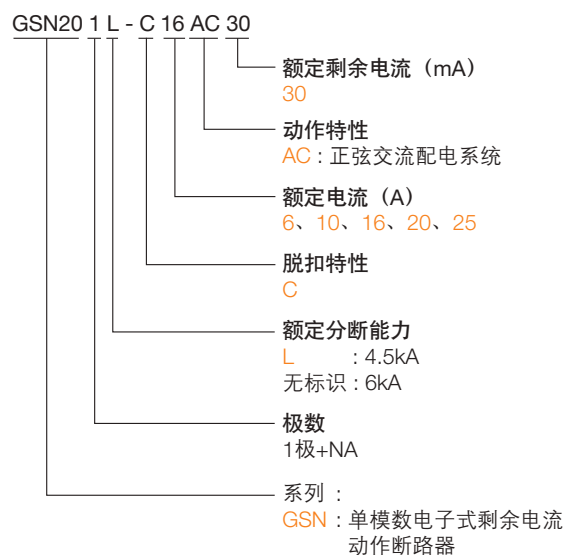 GSN20 1 L - C 16 AC 30
额定剩余电流（mA）
30
动作特性
AC：正弦交流配电系统
额定电流（A）
6、10、16、20、25
脱扣特性
C
额定分断能力
L ：4.5kA
无标识：6kA
极数
1极+NA
系列：
GSN：单模数电子式剩余电流
动作断路器